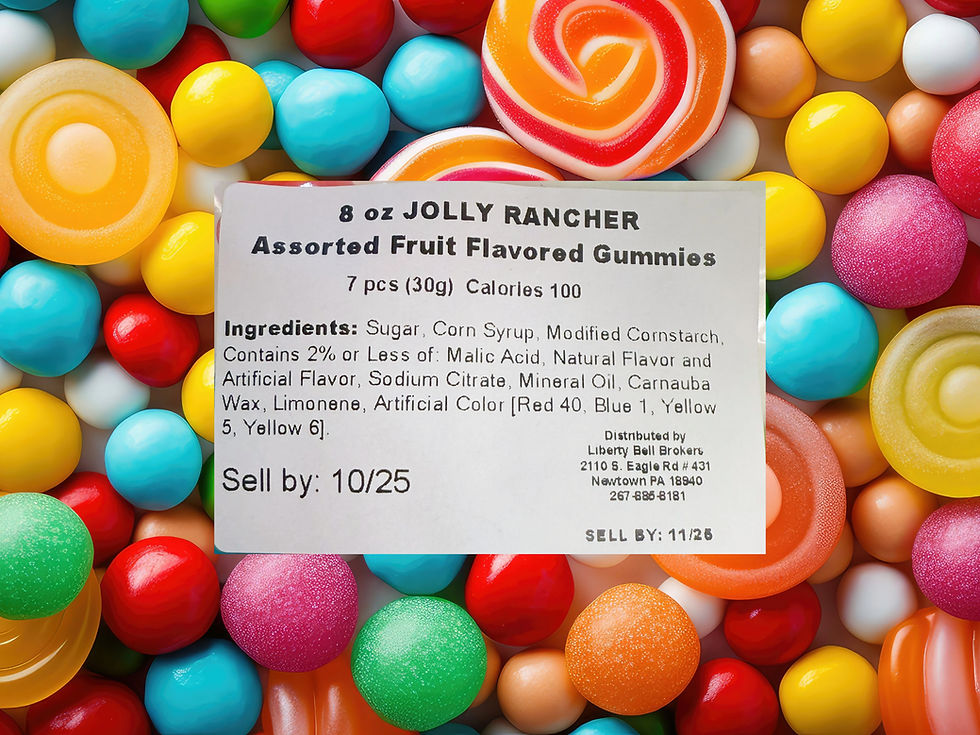 8 oz JOLLY RANCHER
Assorted Fruit Flavored Gummies
7 pcs (30g) Calories 100
Ingredients: Sugar, Corn Syrup, Modified Cornstarch,
Contains 2% or Less of: Malic Acid, Natural Flavor and
Artificial Flavor, Sodium Citrate, Mineral Oil, Carnauba
Wax, Limonene, Artificial Color [Red 40, Blue 1, Yellow
5, Yellow 6].
Sell by: 10/25
Distributed by
Liberty Bell Brokers
2110 S. Eagle Rd # 431
Newtown PA 18940
267-885-8181
SELL BY: 11/25